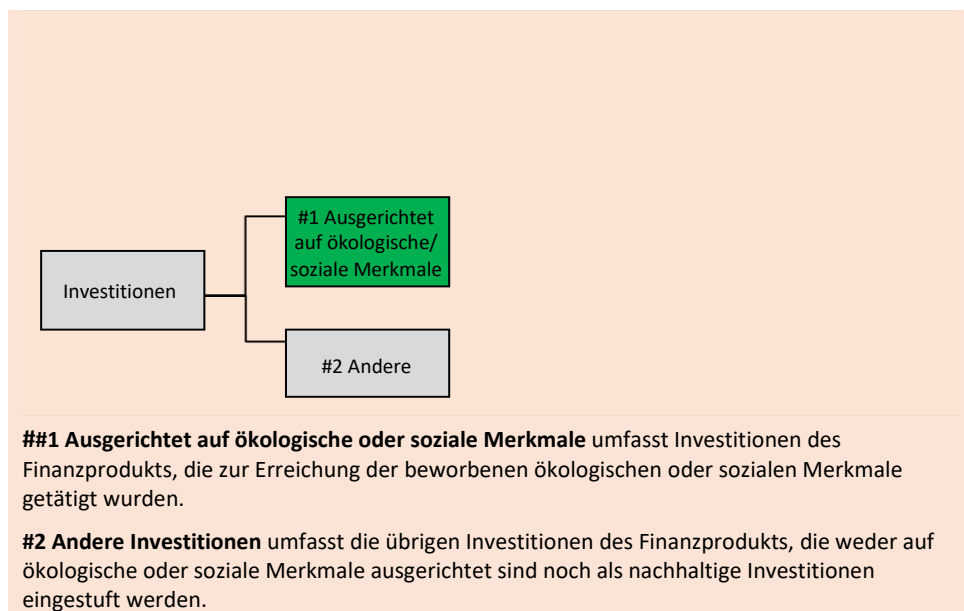 #1 Ausgerichtet
auf ökologische/
soziale Merkmale
Investitionen
#2 Andere
##1 Ausgerichtet auf ökologische oder soziale Merkmale umfasst Investitionen des
Finanzprodukts, die zur Erreichung der beworbenen ökologischen oder sozialen Merkmale
getätigt wurden.
#2 Andere Investitionen umfasst die übrigen Investitionen des Finanzprodukts, die weder auf
ökologische oder soziale Merkmale ausgerichtet sind noch als nachhaltige Investitionen
eingestuft werden.